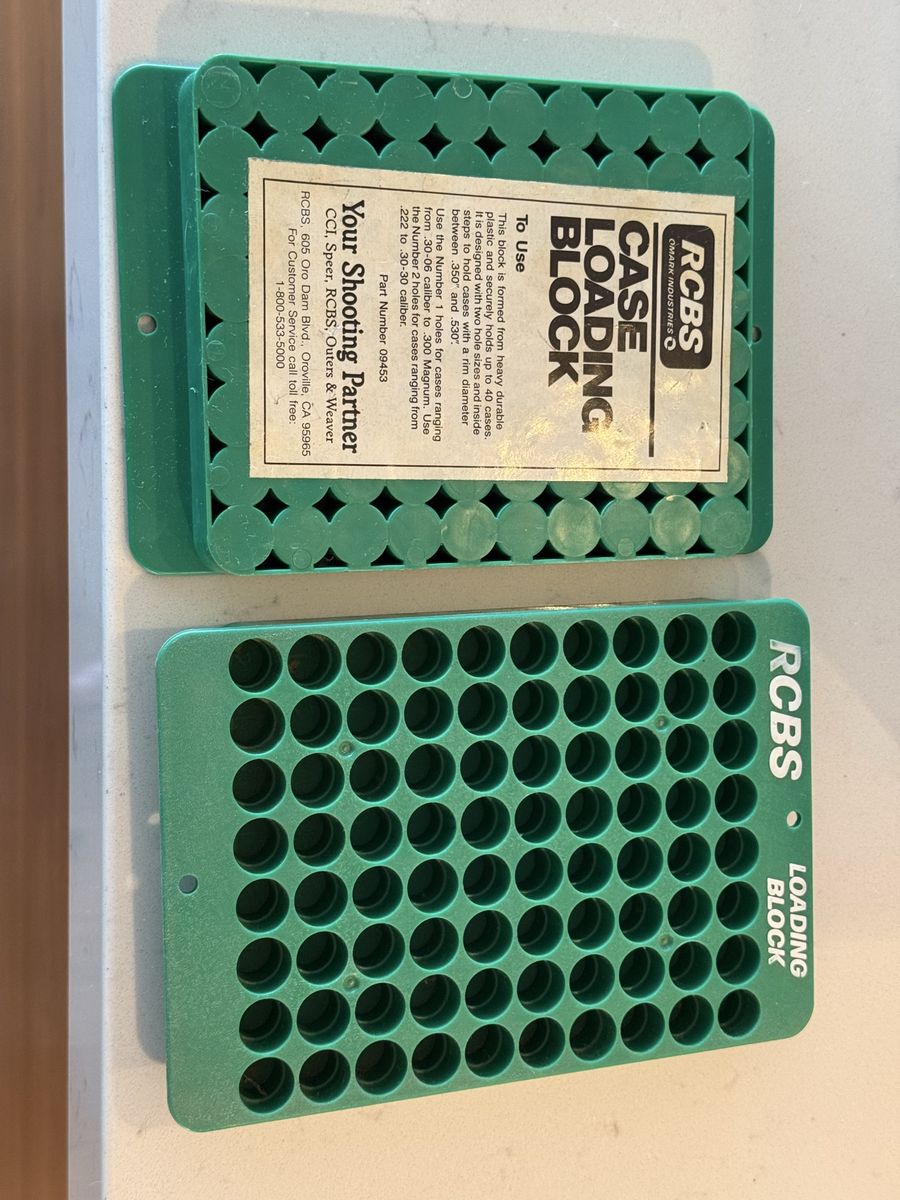 RCBS
OMARK INDUSTRIES
CASE
LOADING
BLOCK
To Use
This block is formed from heavy durable
plastic and securely holds up to 40 cases.
It is designed with two hole sizes and inside
steps to hold cases with a rim diameter
between .350" and .530".
Use the Number 1 holes for cases ranging
from .30-06 caliber to .300 Magnum. Use
the Number 2 holes for cases ranging from
.222 to .30-30 caliber.
Part Number 09453
Your Shooting Partner
CCI, Speer, RCBS, Outers & Weaver
RCBS, 605 Oro Dam Blvd., Oroville, CA 95965
For Customer Service call toll free:
1-800-533-5000
RCBS
LOADING
BLOCK